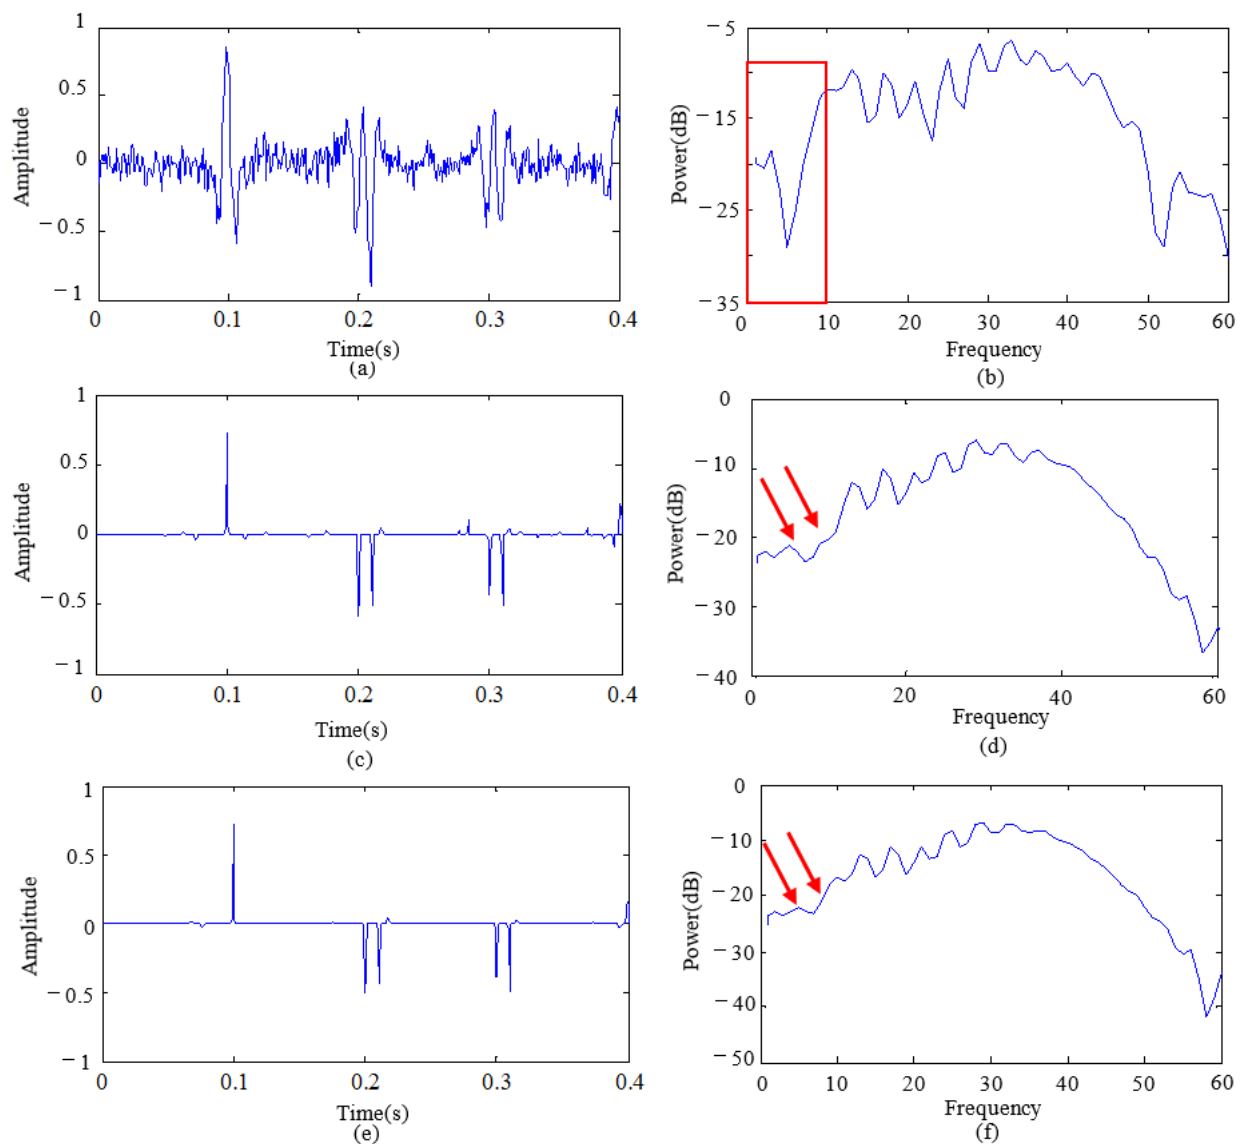 1
0.5
0
−0.5
−1
Amplitude
0 0.1 0.2 0.3 0.4
Time(s)
(a)
−5
−15
−25
−35
Power(dB)
0 10 20 30 40 50 60
Frequency
(b)
1
0.5
0
−0.5
−1
Amplitude
0 0.1 0.2 0.3 0.4
Time(s)
(c)
0
−10
−20
−30
−40
Power(dB)
20 40 60
Frequency
(d)
1
0.5
0
−0.5
−1
Amplitude
0 0.1 0.2 0.3 0.4
Time(s)
(e)
0
−10
−20
−30
−40
−50
Power(dB)
0 10 20 30 40 50 60
Frequency
(f)